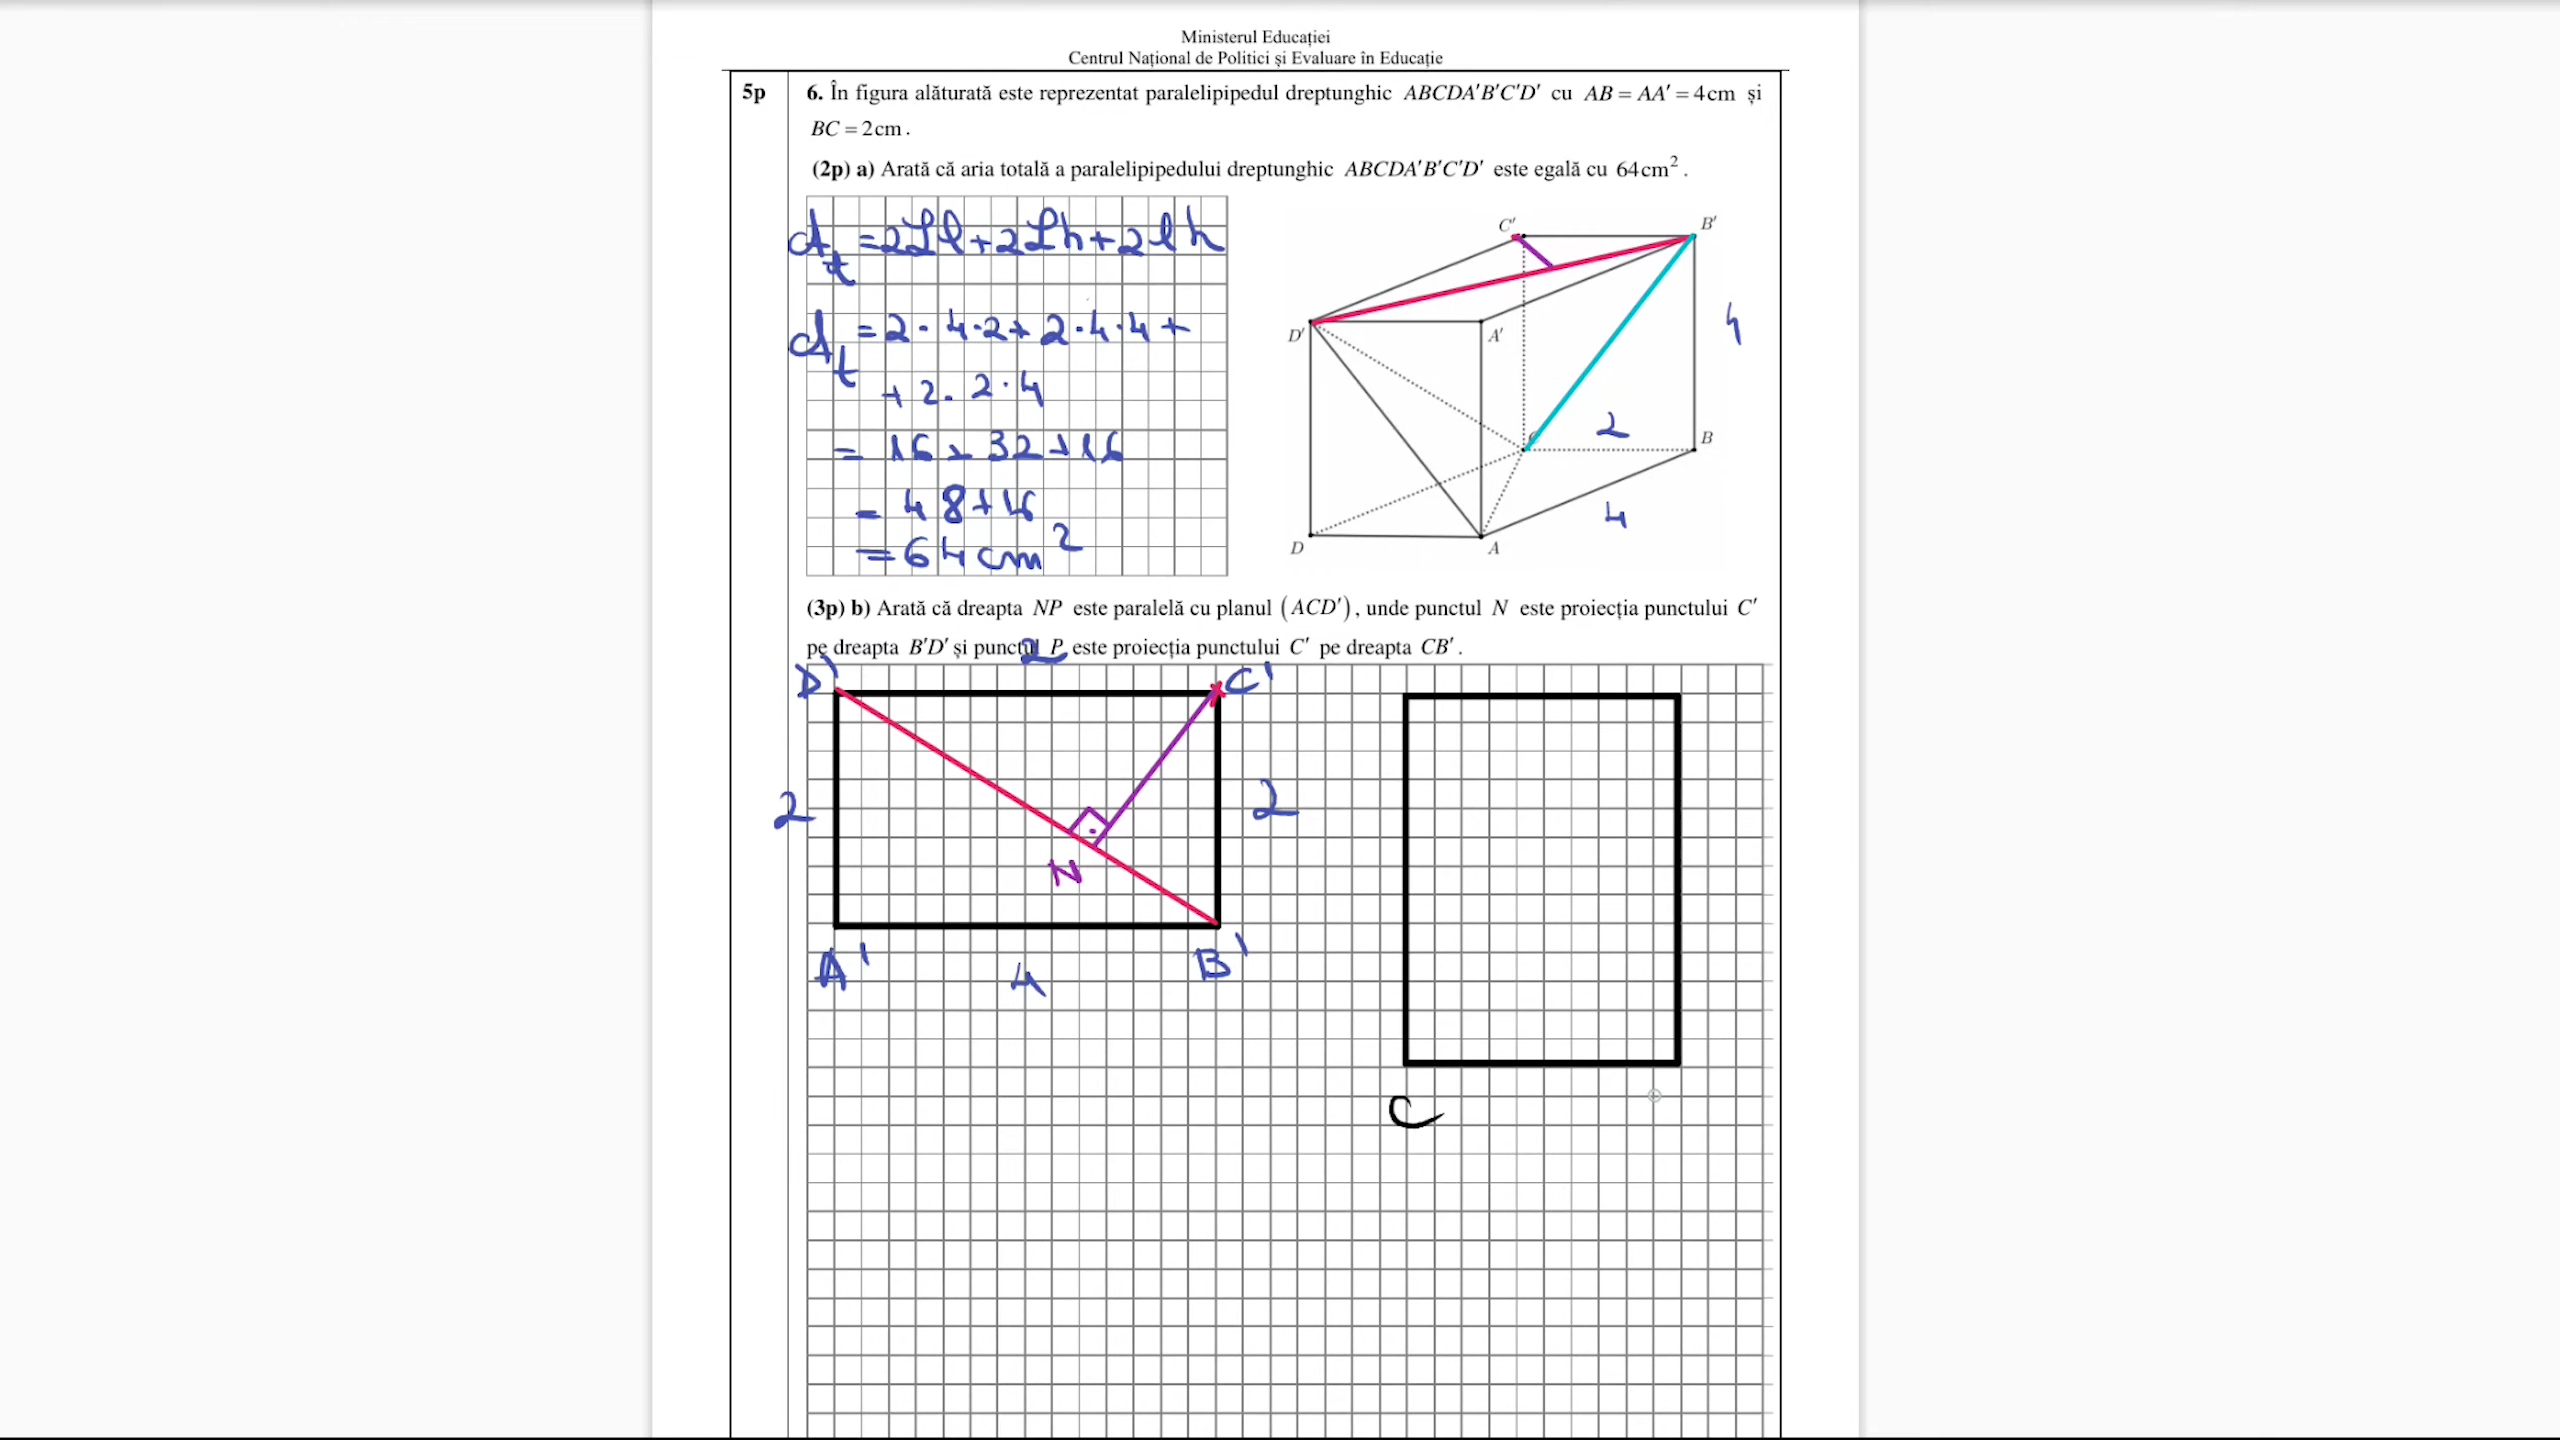 Ministerul Educației
Centrul Național de Politici și Evaluare în Educație
5p
6. În figura alăturată este reprezentat paralelipipedul dreptunghic ABCDA'B'C'D' cu AB = AA' = 4cm și
BC = 2cm.
(2p) a) Arată că aria totală a paralelipipedului dreptunghic ABCDA'B'C'D' este egală cu 64cm².
A_t = 2Ll + 2Lh + 2lh
A_t = 2·4·2 + 2·4·4 +
+ 2·2·4
= 16 + 32 + 16
= 48 + 16
= 64 cm²
C'
B'
D'
A'
4
2
B
4
D
A
(3p) b) Arată că dreapta NP este paralelă cu planul (ACD'), unde punctul N este proiecția punctului C'
pe dreapta B'D' și punctul P este proiecția punctului C' pe dreapta CB'.
2
D'
C'
2
2
N
A'
4
B'
C